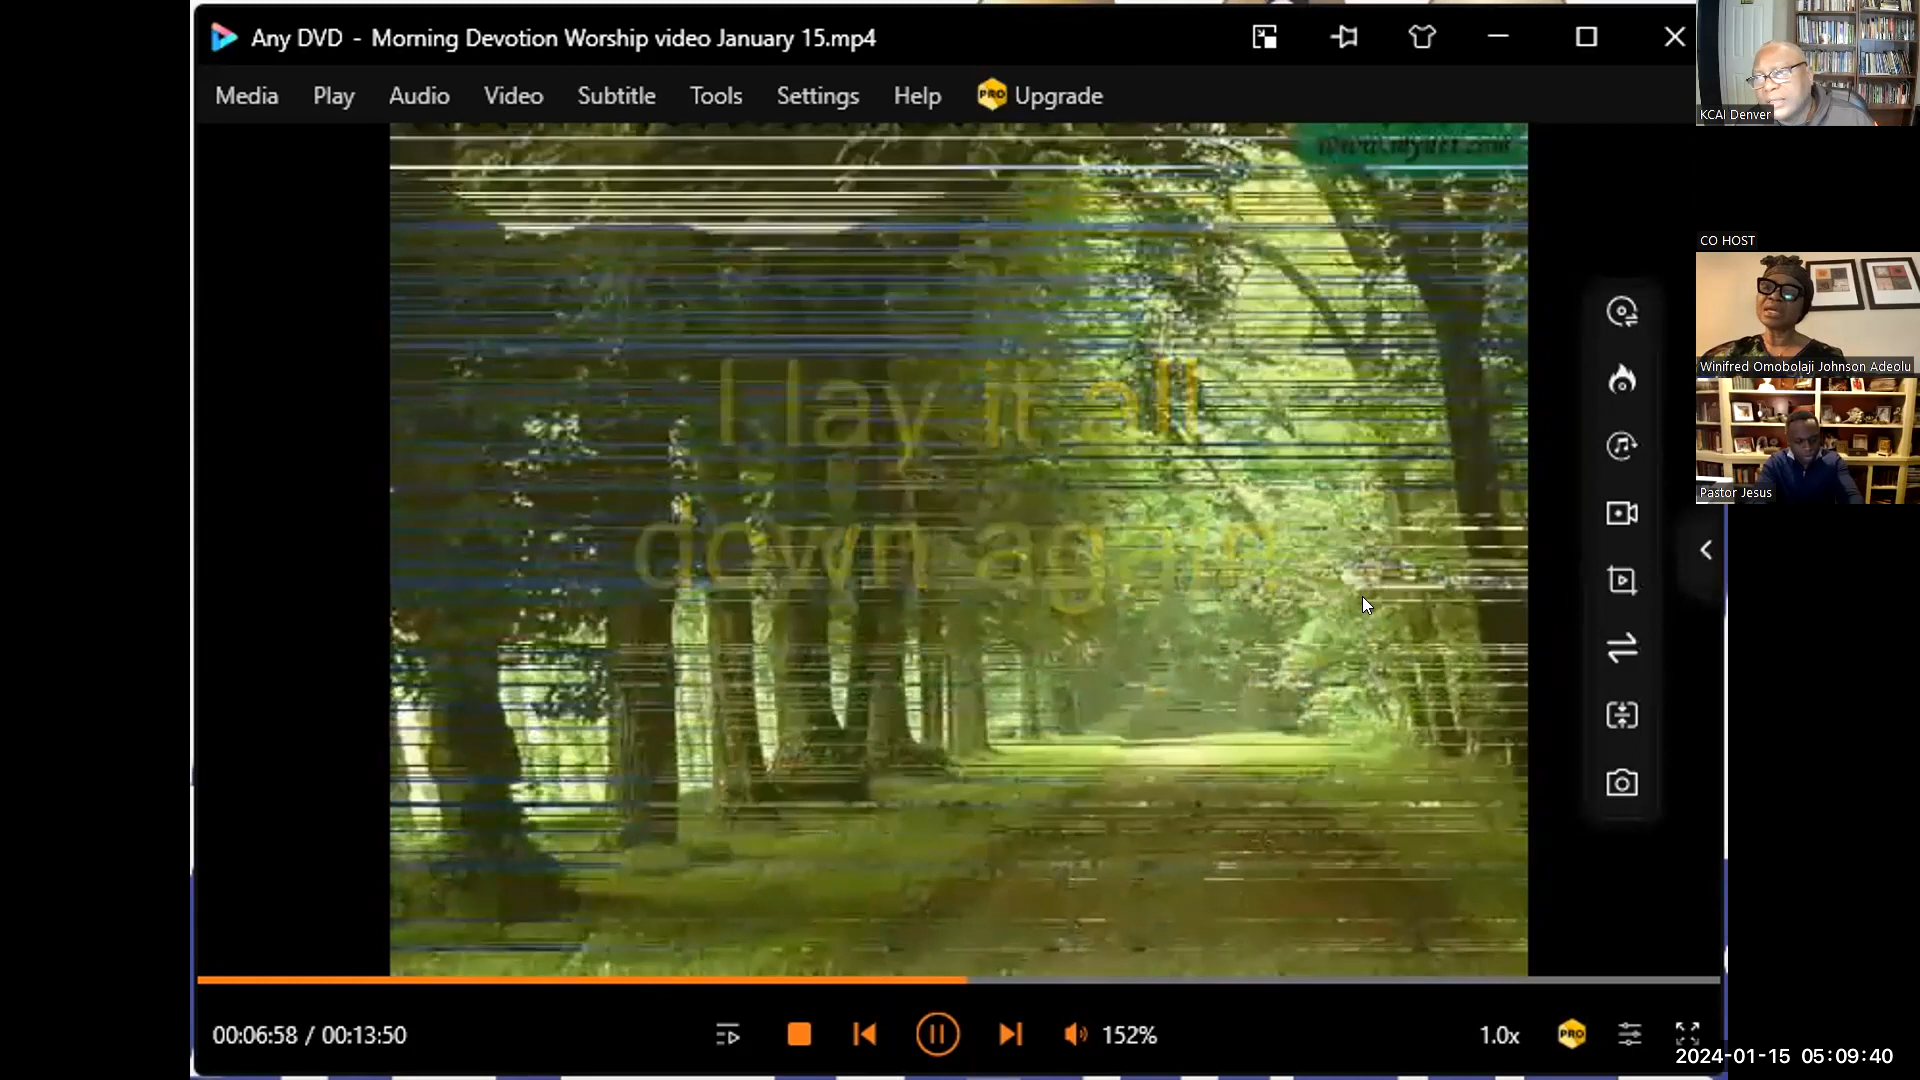 Any DVD - Morning Devotion Worship video January 15.mp4
Media Play Audio Video Subtitle Tools Settings Help PRO Upgrade
KCAI Denver
CO HOST
Winifred Omobolaji Johnson Adeolu
Pastor Jesus
I lay it all
down again
00:06:58 / 00:13:50
152%
1.0x
PRO
2024-01-15 05:09:40